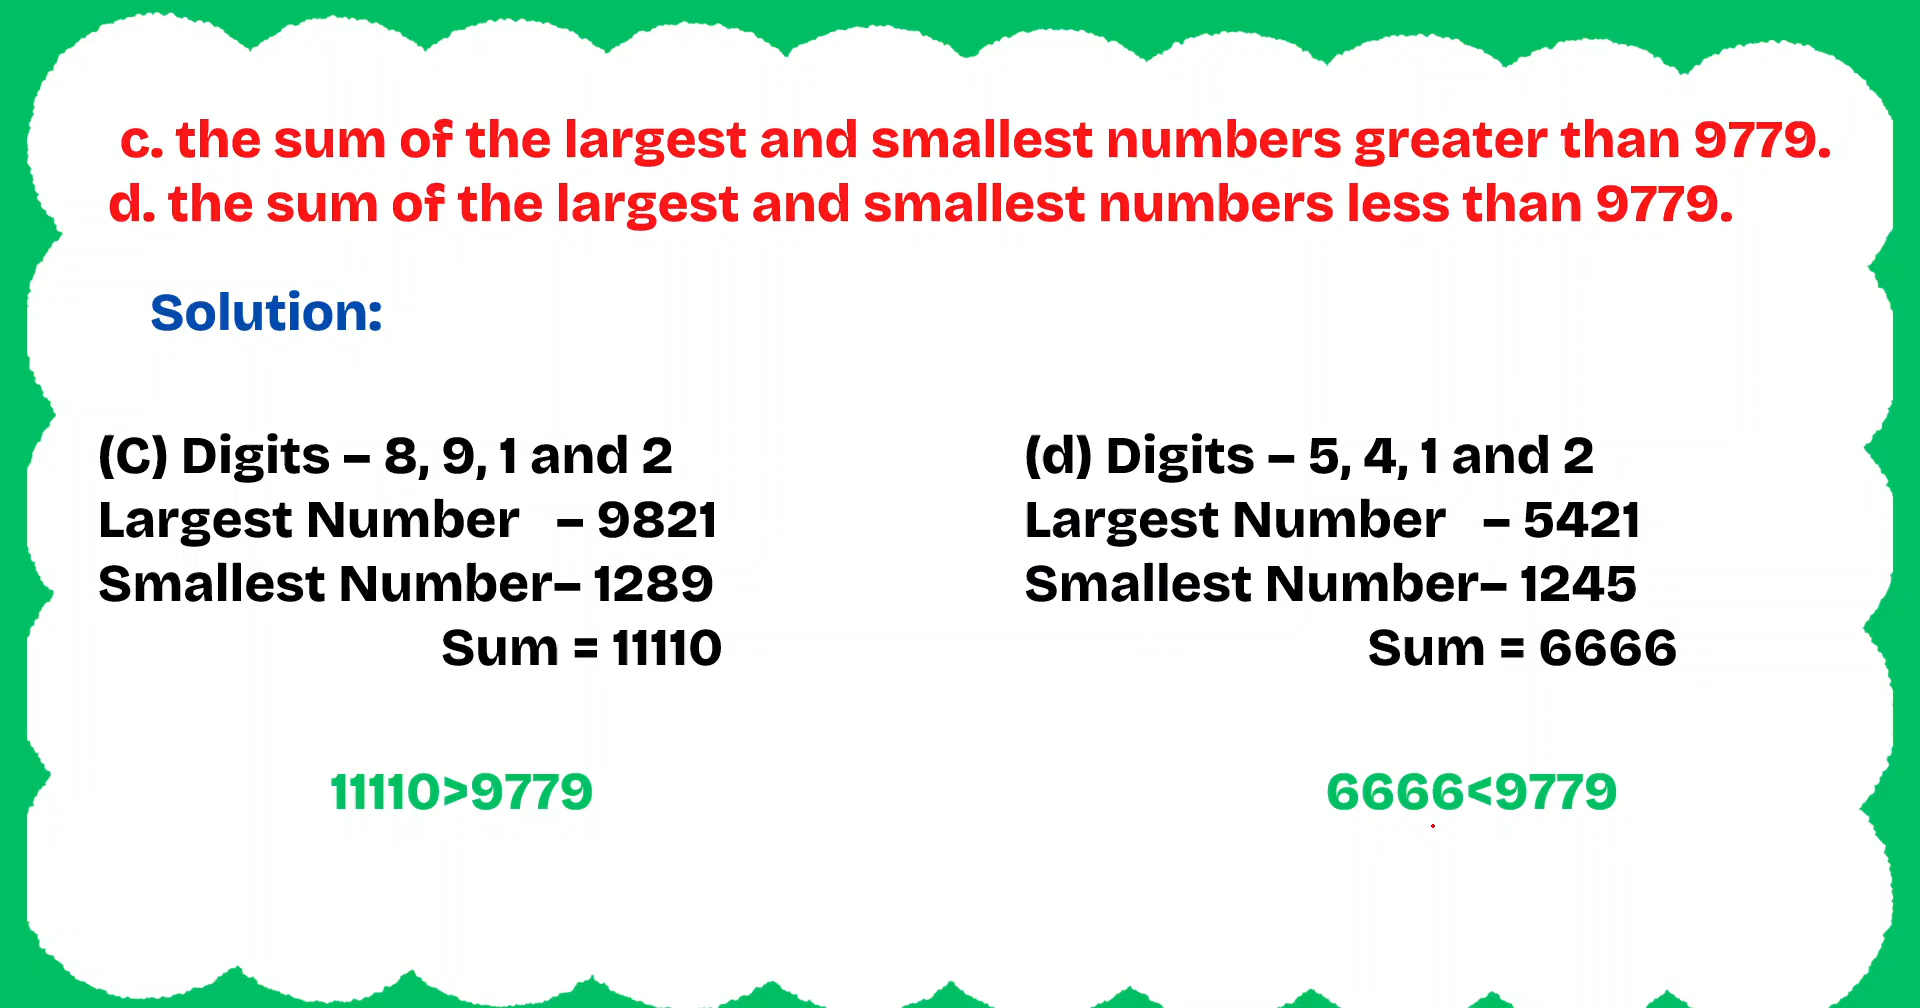 c. the sum of the largest and smallest numbers greater than 9779.
d. the sum of the largest and smallest numbers less than 9779.
Solution:
(C) Digits – 8, 9, 1 and 2
Largest Number – 9821
Smallest Number– 1289
Sum = 11110
11110>9779
(d) Digits – 5, 4, 1 and 2
Largest Number – 5421
Smallest Number– 1245
Sum = 6666
6666<9779